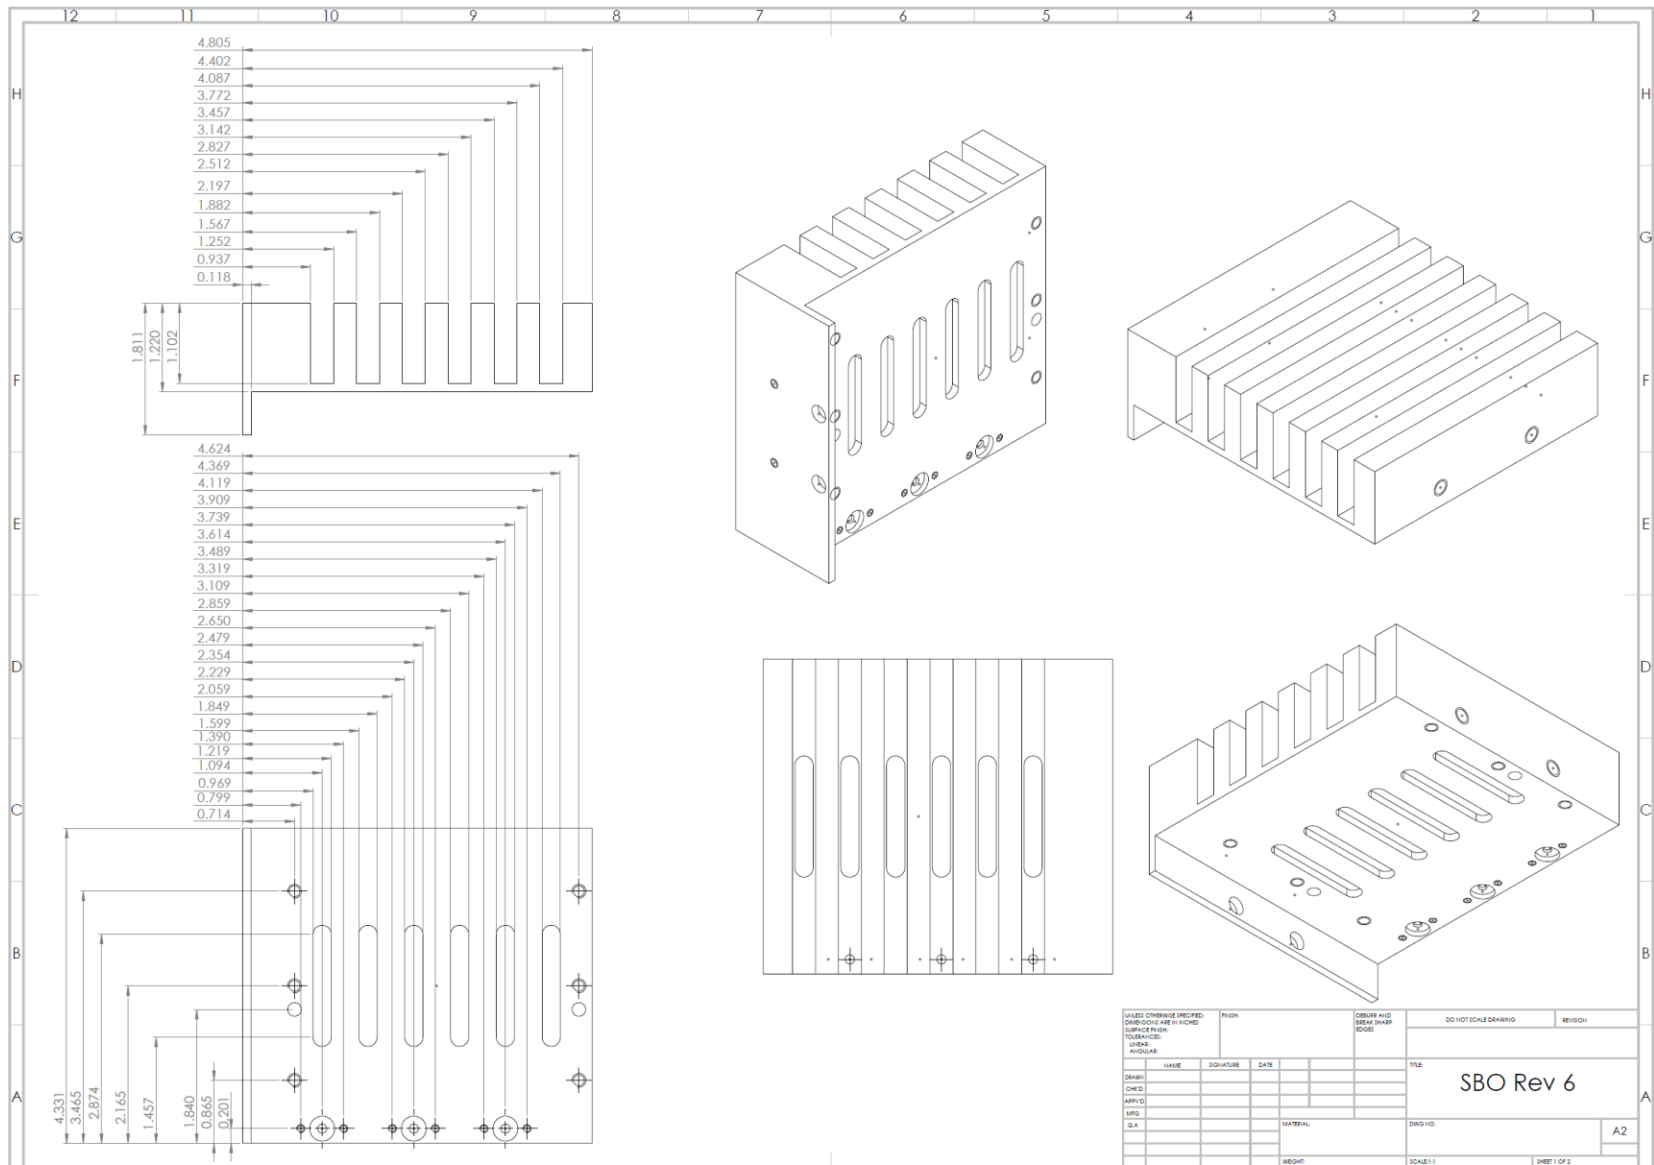 12 11 10 9 8 7 6 5 4 3 2 1
H H
G G
F F
E E
D D
C C
B B
A A
4.805
4.402
4.087
3.772
3.457
3.142
2.827
2.512
2.197
1.882
1.567
1.252
0.937
0.118
1.811
1.220
1.102
4.624
4.369
4.119
3.909
3.739
3.614
3.489
3.319
3.109
2.859
2.650
2.479
2.354
2.229
2.059
1.849
1.599
1.390
1.219
1.094
0.969
0.799
0.714
4.331
3.465
2.874
2.165
1.457
1.840
0.865
0.201
UNLESS OTHERWISE SPECIFIED:
DIMENSIONS ARE IN INCHES
SURFACE FINISH:
TOLERANCES:
LINEAR:
ANGULAR:
FINISH:
DEBURR AND
BREAK SHARP
EDGES
DO NOT SCALE DRAWING
REVISION
NAME SIGNATURE DATE
DRAWN
CHK'D
APPV'D
MFG
Q.A
TITLE:
SBO Rev 6
MATERIAL:
DWG NO.
A2
WEIGHT:
SCALE:1:1
SHEET 1 OF 2